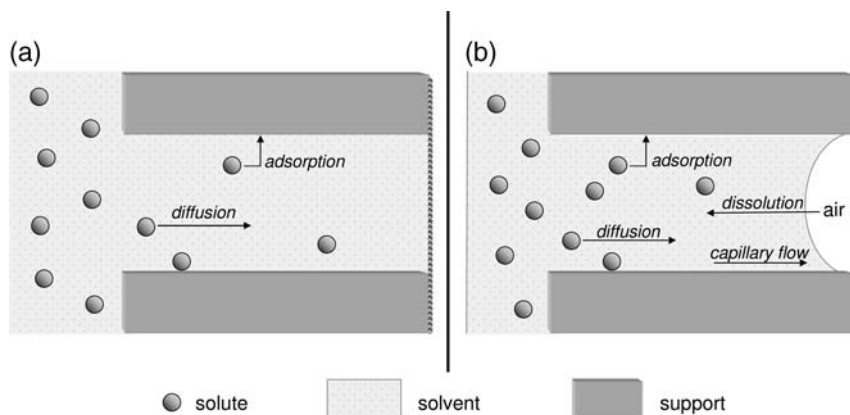 (a)
adsorption
diffusion
(b)
adsorption
dissolution
air
diffusion
capillary flow
solute
solvent
support